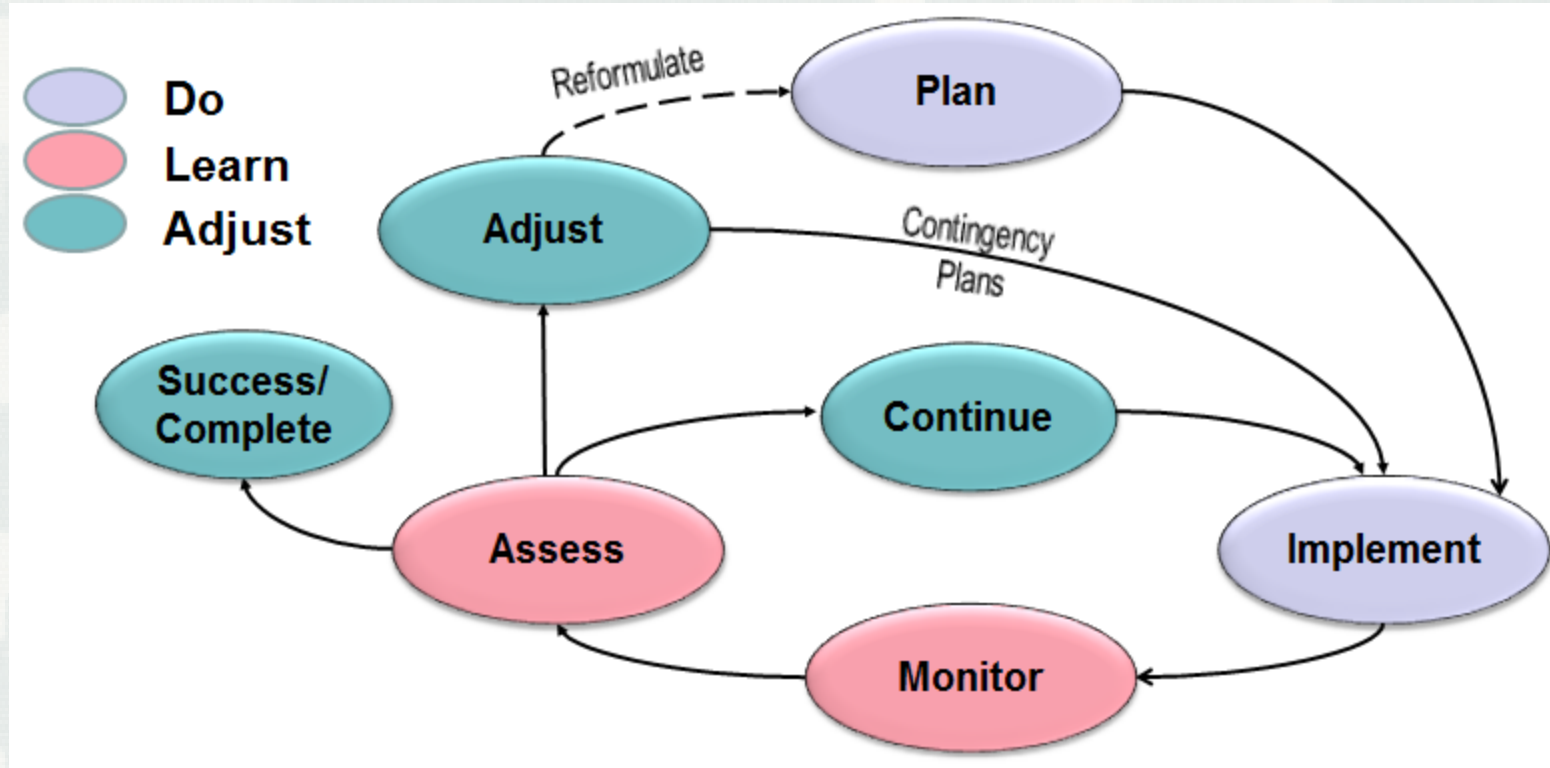 Do
Learn
Adjust
Reformulate
Plan
Adjust
Contingency
Plans
Success/
Complete
Continue
Assess
Implement
Monitor